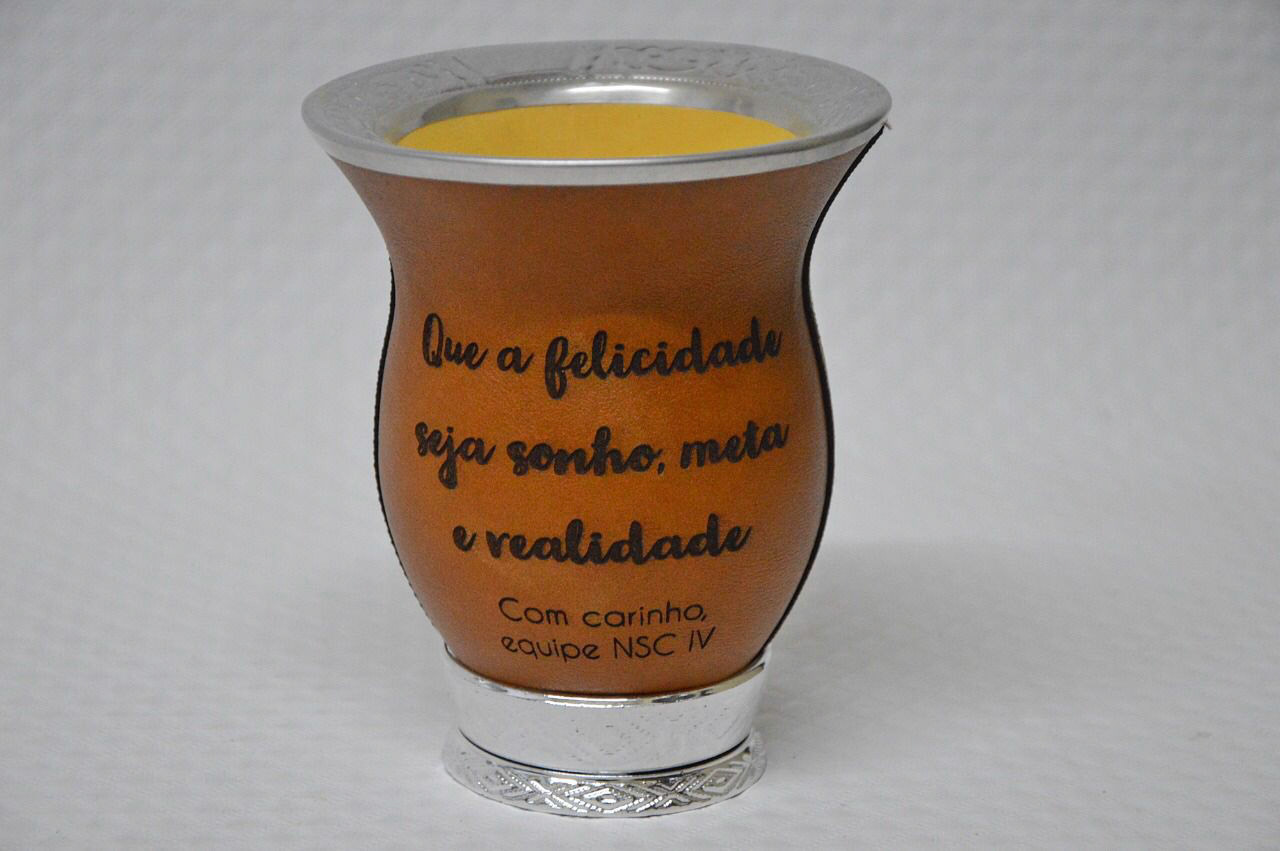 Que a felicidade
seja sonho, meta
e realidade
Com carinho,
equipe NSC IV